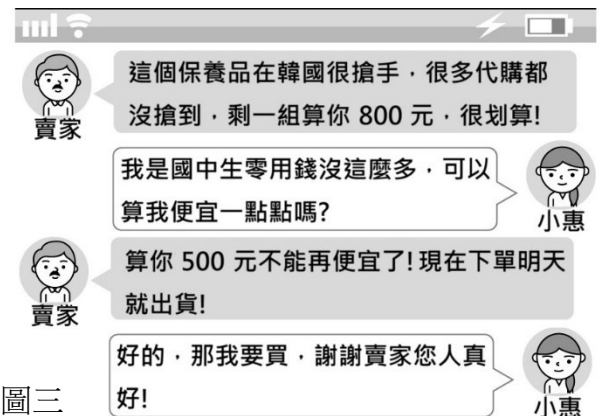 這個保養品在韓國很搶手，很多代購都
沒搶到，剩一組算你 800 元，很划算!
賣家
我是國中生零用錢沒這麼多，可以
算我便宜一點點嗎?
小惠
算你 500 元不能再便宜了!現在下單明天
就出貨!
賣家
好的，那我要買，謝謝賣家您人真
好!
小惠
圖三